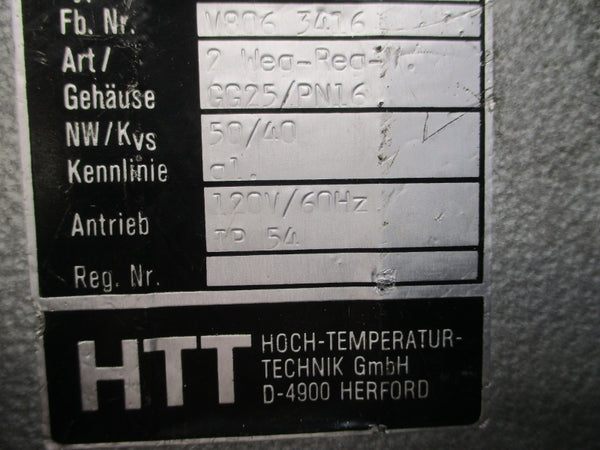 Fb. Nr. V806 3416
Art/ 2 Weg-Reg-V.
Gehäuse GG25/PN16
NW/Kvs 50/40
Kennlinie gl.
Antrieb 120V/60Hz
IP 54
Reg. Nr.
HTT HOCH-TEMPERATUR-
TECHNIK GmbH
D-4900 HERFORD